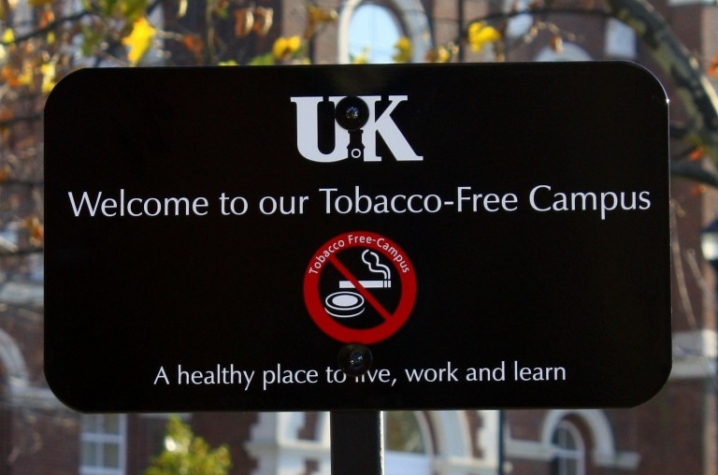 UK
Welcome to our Tobacco-Free Campus
Tobacco Free-Campus
A healthy place to live, work and learn